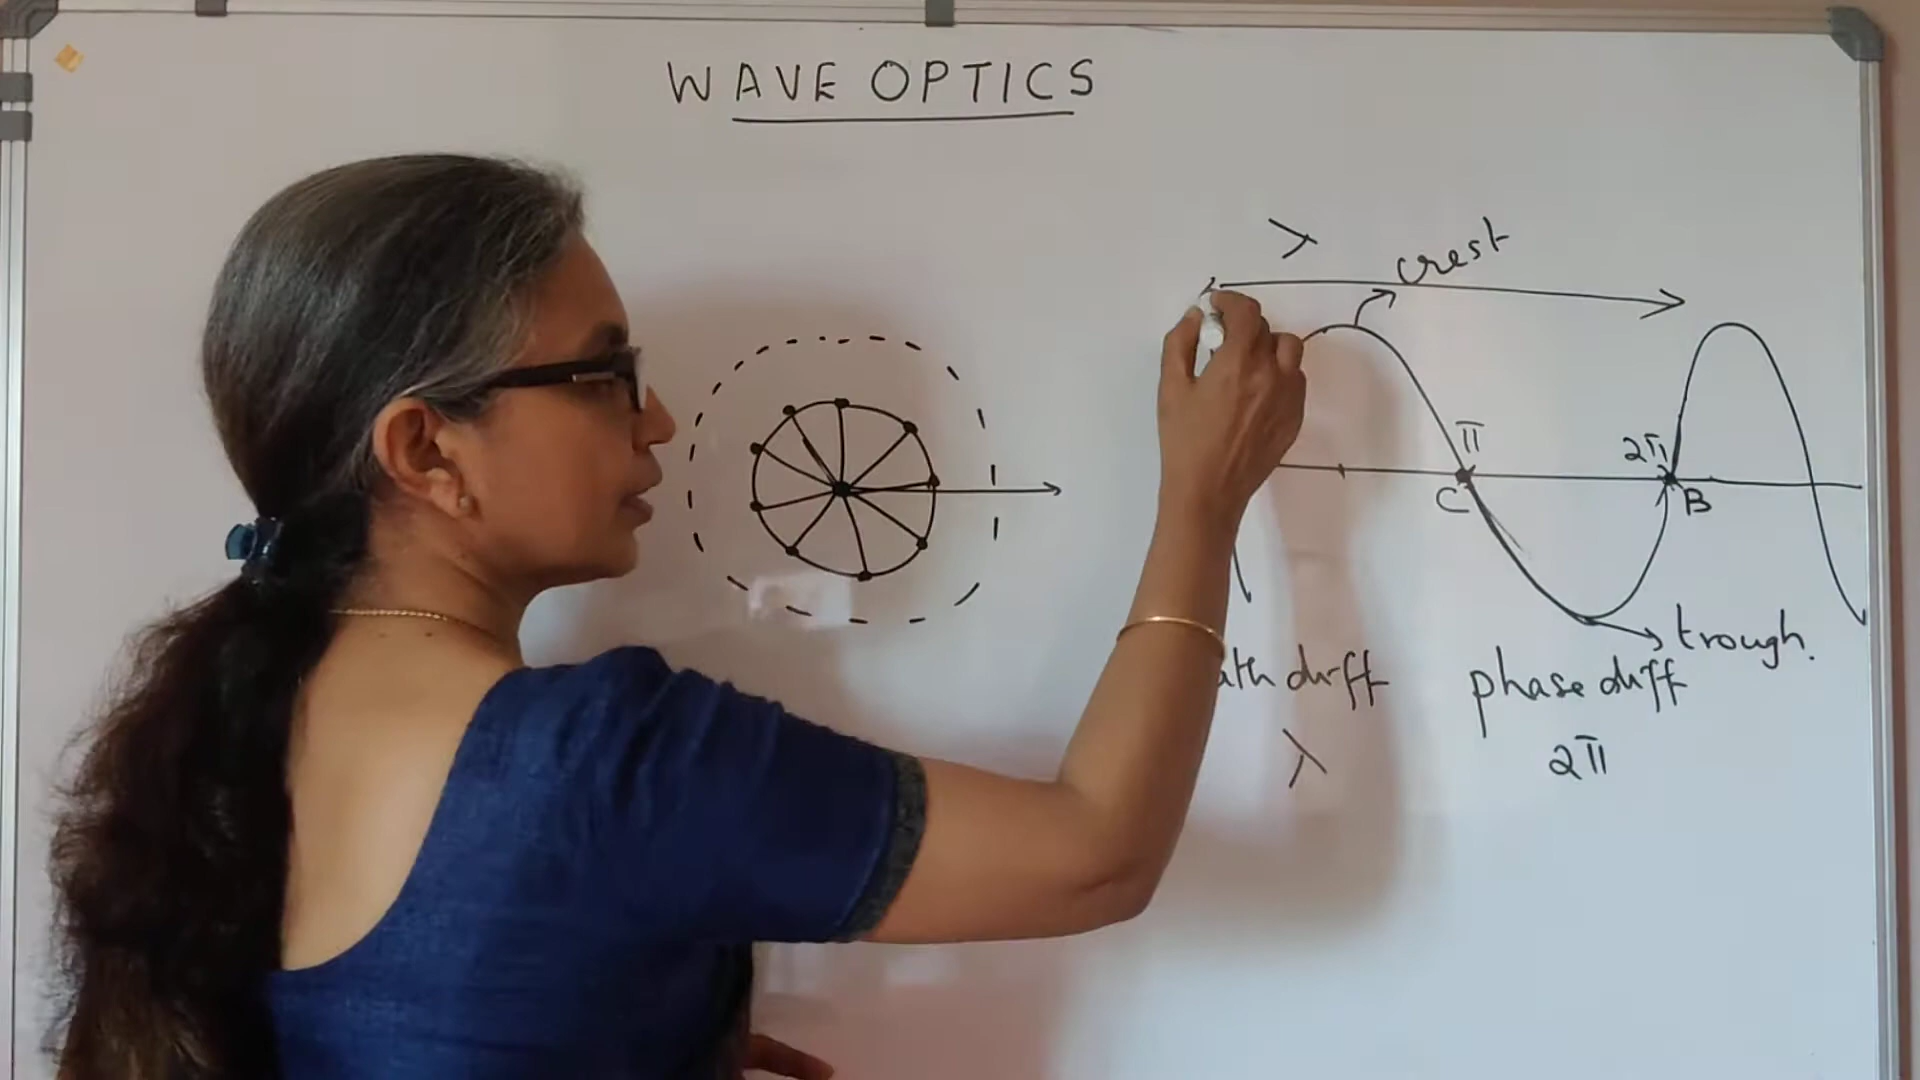 WAVE OPTICS
λ
crest
π
2π
C
B
trough.
ath diff
phase diff
λ
2π